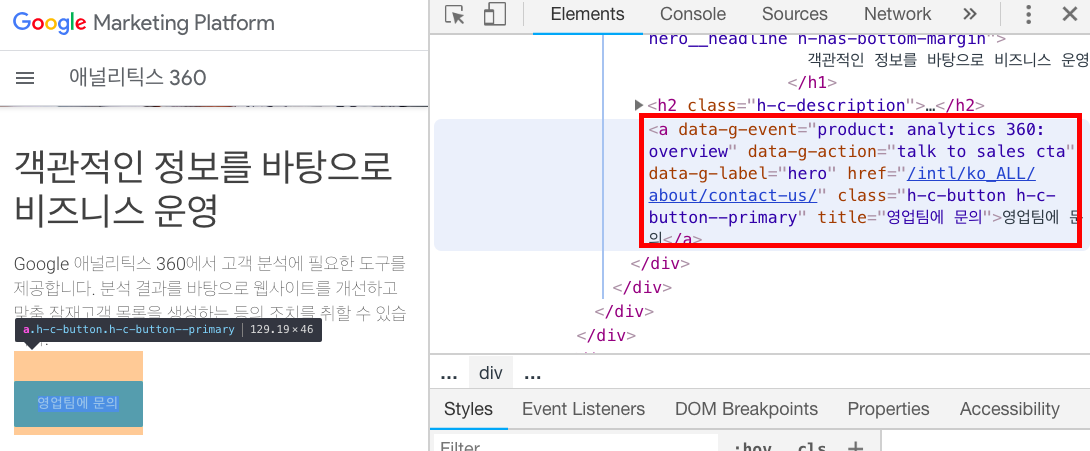 Google Marketing Platform
애널리틱스 360
객관적인 정보를 바탕으로
비즈니스 운영
Google 애널리틱스 360에서 고객 분석에 필요한 도구를
제공합니다. 분석 결과를 바탕으로 웹사이트를 개선하고
맞춤 잠재고객 목록을 생성하는 등의 조치를 취할 수 있습
a.h-c-button.h-c-button--primary 129.19 × 46
영업팀에 문의
Elements Console Sources Network »
hero__headline h-has-bottom-margin">
객관적인 정보를 바탕으로 비즈니스 운영
</h1>
<h2 class="h-c-description">…</h2>
<a data-g-event="product: analytics 360:
overview" data-g-action="talk to sales cta"
data-g-label="hero" href="/intl/ko_ALL/
about/contact-us/" class="h-c-button h-c-
button--primary" title="영업팀에 문의">영업팀에 문
의</a>
</div>
</div>
</div>
</div>
... div ...
Styles Event Listeners DOM Breakpoints Properties Accessibility
Filter :hov .cls +